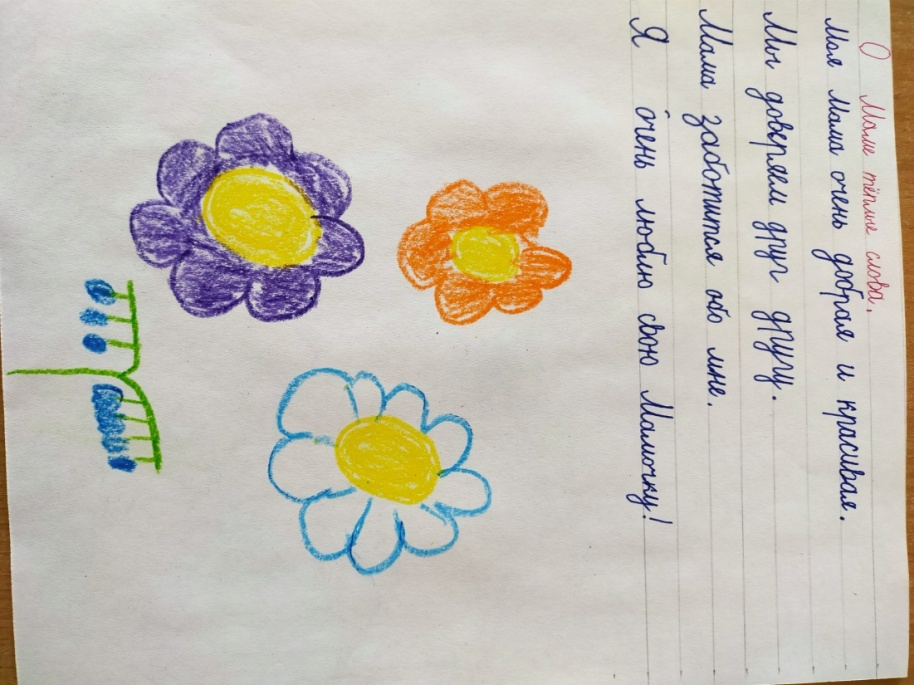 О Маме тёплые слова.
Моя Мама очень добрая и красивая.
Мы доверяем друг другу.
Мама заботится обо мне.
Я очень люблю свою Мамочку!